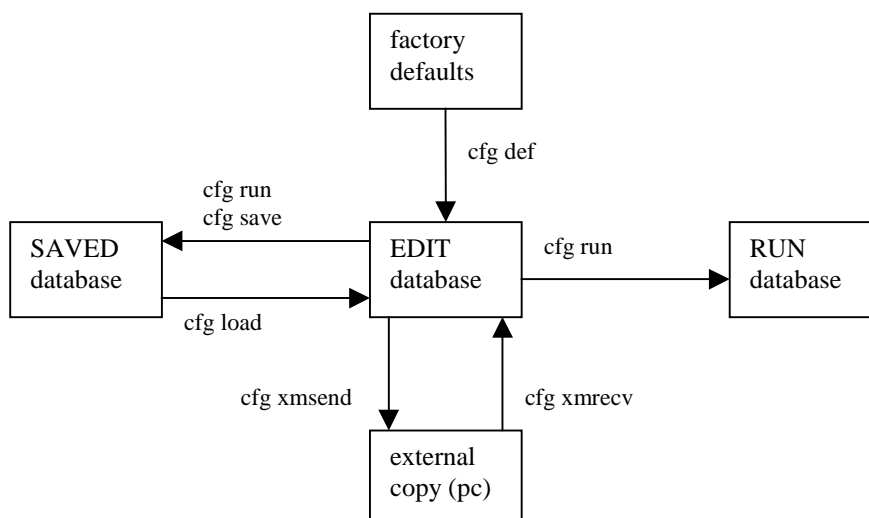 factory
defaults
cfg def
cfg run
cfg save
SAVED
database
EDIT
database
cfg run
RUN
database
cfg load
cfg xmsend
cfg xmrecv
external
copy (pc)